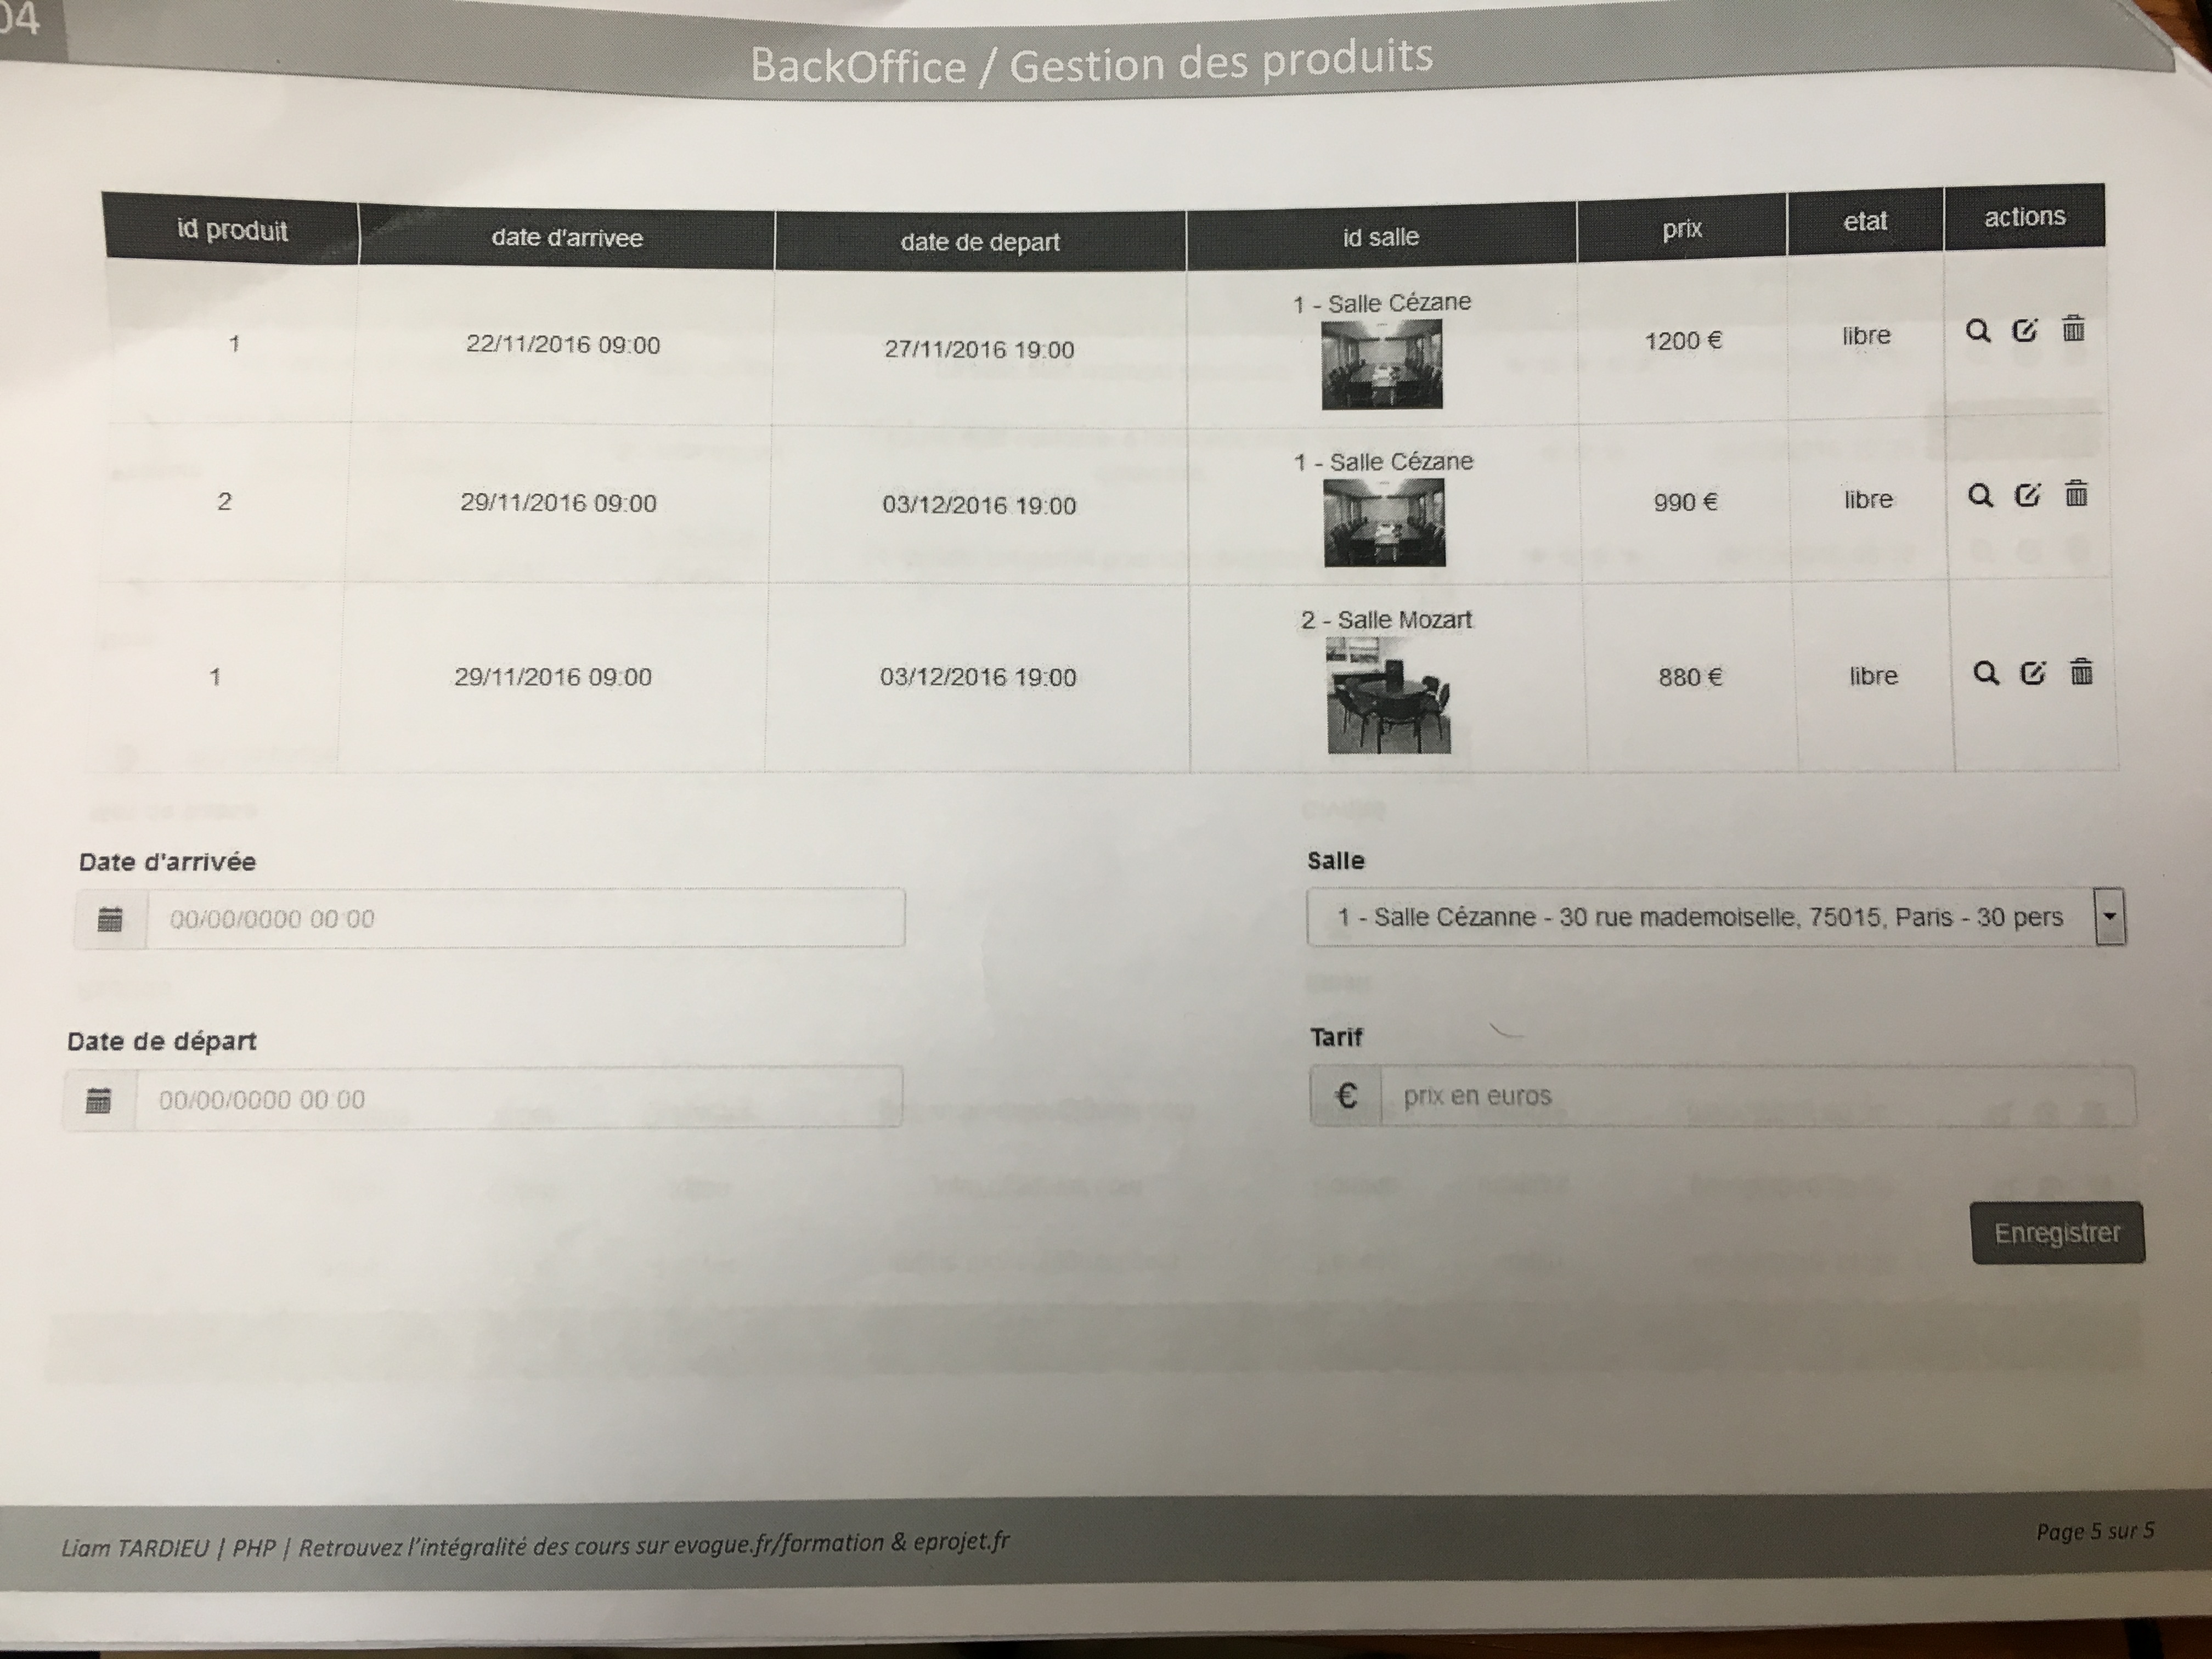 04
BackOffice / Gestion des produits
id produit date d'arrivee date de depart id salle prix etat actions
1 22/11/2016 09:00 27/11/2016 19:00 1 - Salle Cézane 1200 € libre
2 29/11/2016 09:00 03/12/2016 19:00 1 - Salle Cézane 990 € libre
1 29/11/2016 09:00 03/12/2016 19:00 2 - Salle Mozart 880 € libre
Date d'arrivée Salle
00/00/0000 00:00 1 - Salle Cézanne - 30 rue mademoiselle, 75015, Paris - 30 pers
Date de départ Tarif
00/00/0000 00:00 € prix en euros
Enregistrer
Liam TARDIEU | PHP | Retrouvez l'intégralité des cours sur evogue.fr/formation & eprojet.fr Page 5 sur 5